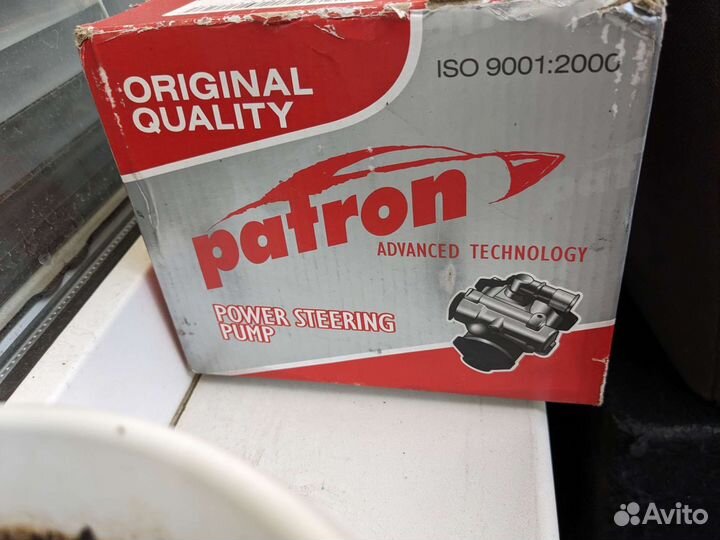 ORIGINAL
QUALITY
ISO 9001:2000
patron
ADVANCED TECHNOLOGY
POWER STEERING
PUMP
Avito